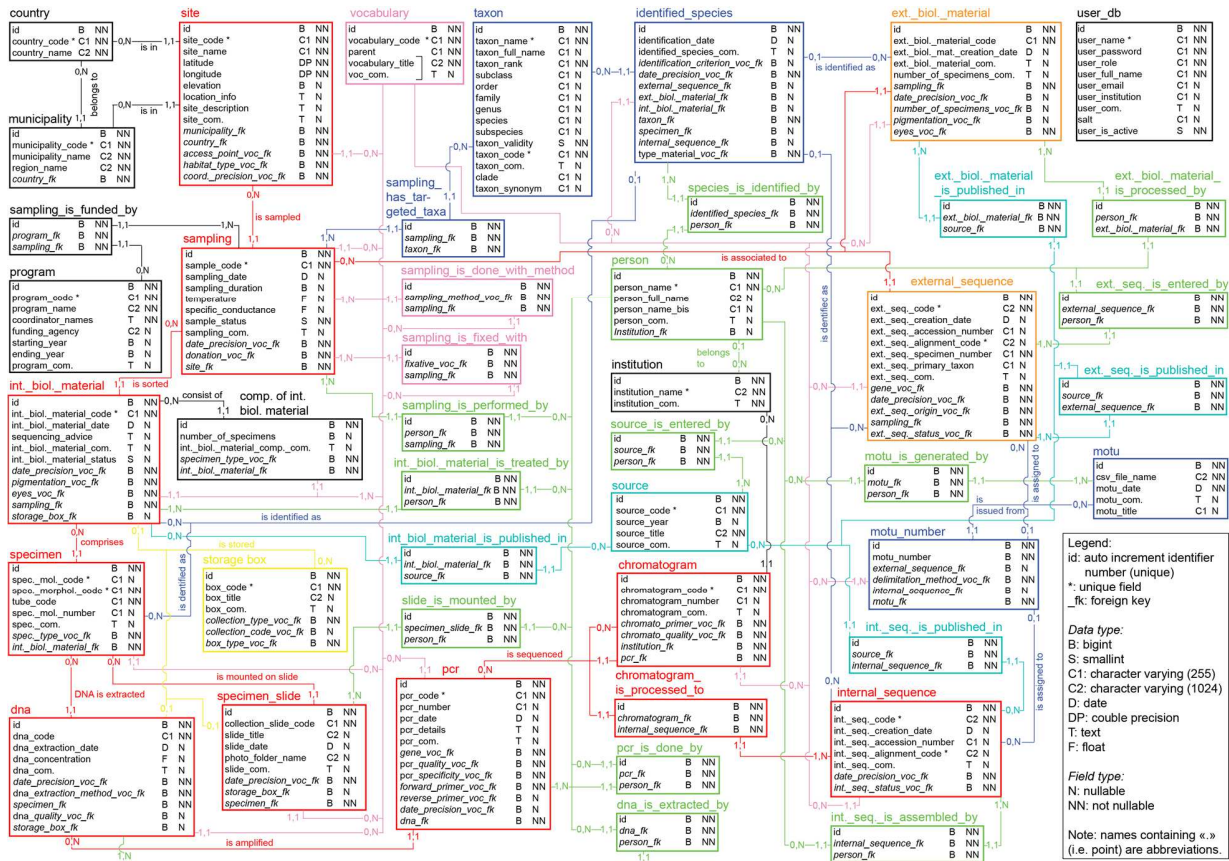 country
id B NN
country_code * C1 NN
country_name C2 NN
site
id B NN
site_code * C1 NN
site_name C1 NN
latitude DP NN
longitude DP NN
elevation B N
location_info T N
site_description T N
site_com. T N
municipality_fk B NN
country_fk B NN
access_point_voc_fk B NN
habitat_type_voc_fk B NN
coord._precision_voc_fk B NN
vocabulary
id B NN
vocabulary_code * C1 NN
parent C1 NN
vocabulary_title C2 NN
voc_com. T N
taxon
id B NN
taxon_name * C1 NN
taxon_full_name C1 NN
taxon_rank C1 NN
subclass C1 N
order C1 N
family C1 N
genus C1 N
species C1 N
subspecies C1 N
taxon_validity S NN
taxon_code * C1 NN
taxon_com. T N
clade C1 N
taxon_synonym C1 N
identified_species
id B NN
identification_date D N
identified_species_com. T N
identification_criterion_voc_fk B NN
date_precision_voc_fk B NN
external_sequence_fk B N
ext._biol._material_fk B N
int._biol._material_fk B N
taxon_fk B NN
specimen_fk B N
internal_sequence_fk B N
type_material_voc_fk B N
ext._biol._material
id B NN
ext._biol._material_code C1 NN
ext._biol._mat._creation_date D N
ext._biol._material_com. T N
number_of_specimens_com. T N
sampling_fk B NN
date_precision_voc_fk B NN
number_of_specimens_voc_fk B NN
pigmentation_voc_fk B NN
eyes_voc_fk B NN
user_db
id B NN
user_name * C1 NN
user_password C1 NN
user_role C1 NN
user_full_name C1 NN
user_email C1 N
user_institution C1 N
user_com. T N
salt C1 N
user_is_active S NN
is in
belongs to
is in
is identified as
municipality
id B NN
municipality_code * C1 NN
municipality_name C2 NN
region_name C2 NN
country_fk B NN
sampling_is_funded_by
id B NN
program_fk B NN
sampling_fk B NN
is sampled
sampling_
has_tar-
geted_taxa
id B NN
sampling_fk B NN
taxon_fk B NN
species_is_identified_by
id B NN
identified_species_fk B NN
person_fk B NN
ext._biol._material
_is_published_in
id B NN
ext._biol._material_fk B NN
source_fk B NN
ext._biol._material_
_is_processed_by
id B NN
person_fk B NN
ext._biol._material_fk B NN
program
id B NN
program_code * C1 NN
program_name C2 NN
coordinator_names T NN
funding_agency C2 N
starting_year B N
ending_year B N
program_com. T N
sampling
id B NN
sample_code * C1 NN
sampling_date D N
sampling_duration B N
temperature F N
specific_conductance F N
sample_status S NN
sampling_com. T N
date_precision_voc_fk B NN
donation_voc_fk B NN
site_fk B NN
sampling_is_done_with_method
id B NN
sampling_method_voc_fk B NN
sampling_fk B NN
sampling_is_fixed_with
id B NN
fixative_voc_fk B NN
sampling_fk B NN
person
id B NN
person_name * C1 NN
person_full_name C2 N
person_name_bis C1 N
person_com. T N
Institution_fk B N
is associated to
is identified as
external_sequence
id B NN
ext._seq._code * C2 NN
ext._seq._creation_date D N
ext._seq._accession_number C1 N
ext._seq._alignment_code * C2 N
ext._seq._specimen_number C1 NN
ext._seq._primary_taxon C1 N
ext._seq._com. T N
gene_voc_fk B NN
date_precision_voc_fk B NN
ext._seq._origin_voc_fk B NN
sampling_fk B NN
ext._seq._status_voc_fk B NN
ext._seq._is_entered_by
id B NN
external_sequence_fk B NN
person_fk B NN
belongs
to
institution
id B NN
institution_name * C2 NN
institution_com. T N
ext._seq._is_published_in
id B NN
source_fk B NN
external_sequence_fk B NN
is sorted
int._biol._material
id B NN
int._biol._material_code * C1 NN
int._biol._material_date D N
sequencing_advice T N
int._biol._material_com. T N
int._biol._material_status S N
date_precision_voc_fk B NN
pigmentation_voc_fk B NN
eyes_voc_fk B NN
sampling_fk B NN
storage_box_fk B N
consist of
comp. of int.
biol. material
id B NN
number_of_specimens B N
int._biol._material_comp._com. T N
specimen_type_voc_fk B NN
int._biol._material_fk B NN
sampling_is_performed_by
id B NN
person_fk B NN
sampling_fk B NN
int._biol._material_is_treated_by
id B NN
int._biol._material_fk B NN
person_fk B NN
source_is_entered_by
id B NN
source_fk B NN
person_fk B NN
motu_is_generated_by
id B NN
motu_fk B NN
person_fk B NN
is assigned to
motu
id B NN
csv_file_name C2 NN
motu_date D NN
motu_com. T N
motu_title C1 N
source
id B NN
source_code * C1 NN
source_year B N
source_title C2 NN
source_com. T N
is
issued from
is identified as
comprises
is stored
int_biol_material_is_published_in
id B NN
int._biol._material_fk B NN
source_fk B NN
motu_number
id B NN
motu_number B NN
external_sequence_fk B N
delimitation_method_voc_fk B NN
internal_sequence_fk B N
motu_fk B NN
Legend:
id: auto increment identifier
number (unique)
*: unique field
_fk: foreign key
Data type:
B: bigint
S: smallint
C1: character varying (255)
C2: character varying (1024)
D: date
DP: couble precision
T: text
F: float
Field type:
N: nullable
NN: not nullable
Note: names containing «.»
(i.e. point) are abbreviations.
specimen
id B NN
spec._mol._code * C1 N
spec._morphol._code * C1 NN
tube_code C1 N
spec._mol_number C1 N
spec._com. T N
spec._type_voc_fk B NN
int._biol._material_fk B NN
is dentified as
storage box
id B NN
box_code * C1 NN
box_title C2 N
box_com. T N
collection_type_voc_fk B NN
collection_code_voc_fk B NN
box_type_voc_fk B NN
slide_is_mounted_by
id B NN
specimen_slide_fk B NN
person_fk B NN
chromatogram
id B NN
chromatogram_code * C1 NN
chromatogram_number C1 NN
chromatogram_com. T N
chromato_primer_voc_fk B NN
chromato_quality_voc_fk B NN
institution_fk B NN
pcr_fk B NN
int._seq._is_published_in
id B NN
source_fk B NN
internal_sequence_fk B NN
is sequenced
is assigned to
is mounted on slide
DNA is extracted
dna
id B NN
dna_code C1 NN
dna_extraction_date D N
dna_concentration F N
dna_com. T N
date_precision_voc_fk B NN
dna_extraction_method_voc_fk B NN
specimen_fk B NN
dna_quality_voc_fk B NN
storage_box_fk B N
specimen_slide
id B NN
collection_slide_code C1 NN
slide_title C2 NN
slide_date D N
photo_folder_name C2 N
slide_com. T N
date_precision_voc_fk B NN
storage_box_fk B N
specimen_fk B NN
pcr
id B NN
pcr_code * C1 NN
pcr_number C1 NN
pcr_date D N
pcr_details T N
pcr_com. T N
gene_voc_fk B NN
pcr_quality_voc_fk B NN
pcr_specificity_voc_fk B NN
forward_primer_voc_fk B NN
reverse_primer_voc_fk B NN
date_precision_voc_fk B NN
dna_fk B NN
chromatogram_
is_processed_to
id B NN
chromatogram_fk B NN
internal_sequence_fk B NN
internal_sequence
id B NN
int._seq._code * C2 NN
int._seq._creation_date D N
int._seq._accession_number C1 N
int._seq._alignment_code * C2 N
int._seq._com. T N
date_precision_voc_fk B NN
int._seq_status_voc_fk B NN
pcr_is_done_by
id B NN
pcr_fk B NN
person_fk B NN
dna_is_extracted_by
id B NN
dna_fk B NN
person_fk B NN
int._seq._is_assembled_by
id B NN
internal_sequence_fk B NN
person_fk B NN
is amplified